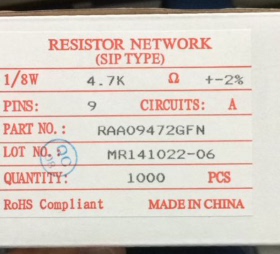 RESISTOR NETWORK
(SIP TYPE)
1/8W 4.7K Ω +-2%
PINS: 9 CIRCUITS: A
PART NO.: RAA09472GFN
LOT NO.: MR141022-06
QC
QUANTITY: 1000 PCS
RoHS Compliant MADE IN CHINA